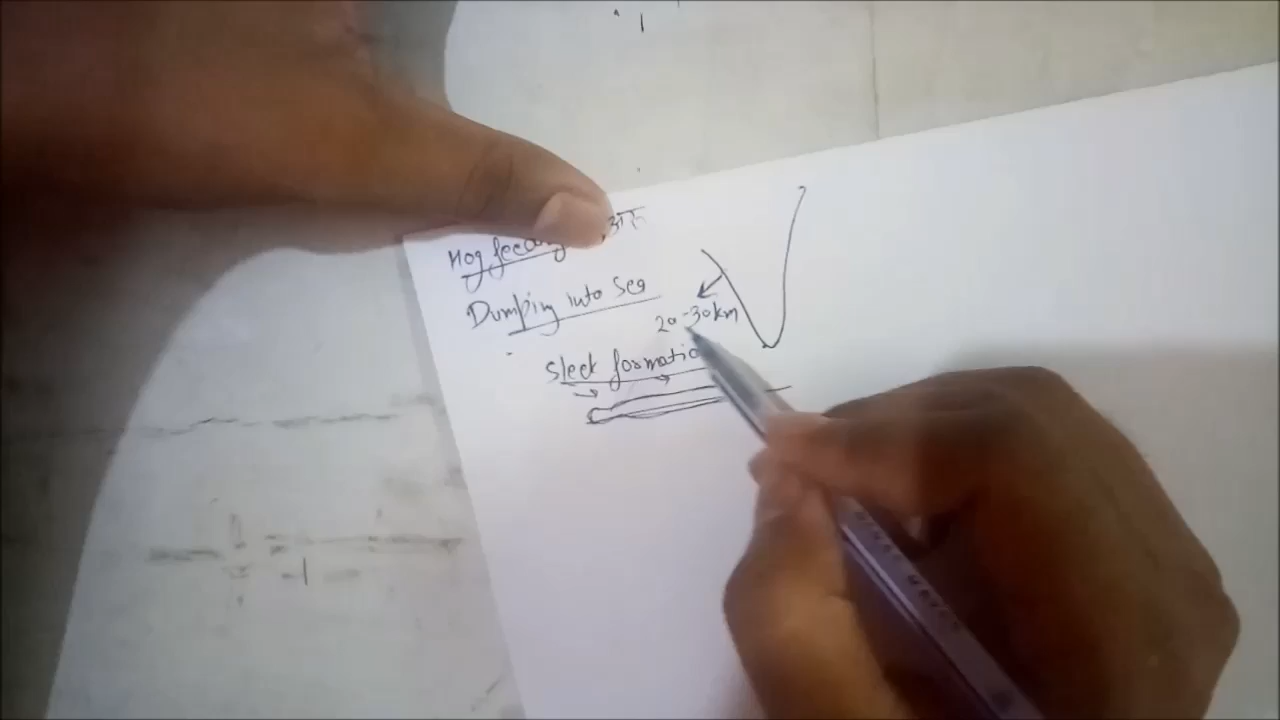 Hog feeding
Dumping into Sea
20-30km
Sleek formation